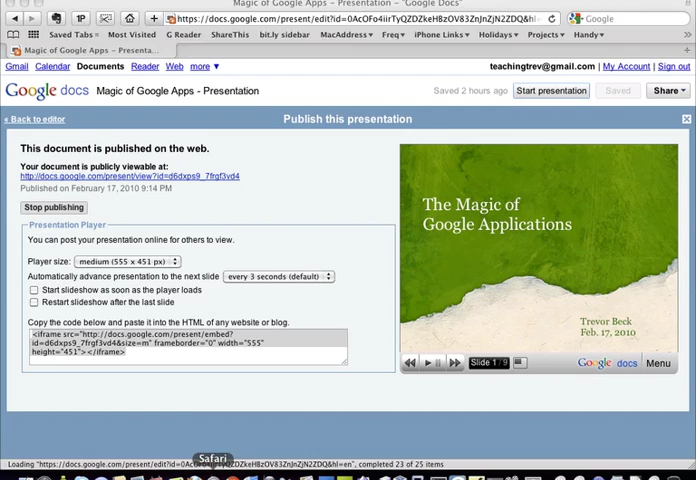 Magic of Google Apps - Presentation - "Google Docs"
1P
https://docs.google.com/present/edit?id=0AcOFo4iirTyQZDZkeHBzOV83ZnJnZjN2ZDQ&hl=
Google
Saved Tabs Most Visited G Reader ShareThis bit.ly sidebar MacAddress Fraq iPhone Links Holidays Projects Handy
Magic of Google Apps - Presenta...
Gmail Calendar Documents Reader Web more ▼
teachingtrev@gmail.com | My Account | Sign out
Google docs Magic of Google Apps - Presentation
Saved 2 hours ago Start presentation Saved Share
« Back to editor
Publish this presentation
This document is published on the web.
Your document is publicly viewable at:
http://docs.google.com/present/view?id=d6dxps9_7frgf3vd4
Published on February 17, 2010 9:14 PM
Stop publishing
Presentation Player
You can post your presentation online for others to view.
Player size: medium (555 x 451 px)
Automatically advance presentation to the next slide every 3 seconds (default)
Start slideshow as soon as the player loads
Restart slideshow after the last slide
Copy the code below and paste it into the HTML of any website or blog.
<iframe src="http://docs.google.com/present/embed?
id=d6dxps9_7frgf3vd4&size=m" frameborder="0" width="555"
height="451"></iframe>
The Magic of
Google Applications
Trevor Beck
Feb. 17, 2010
Slide 1 / 9
Google docs Menu
Safari